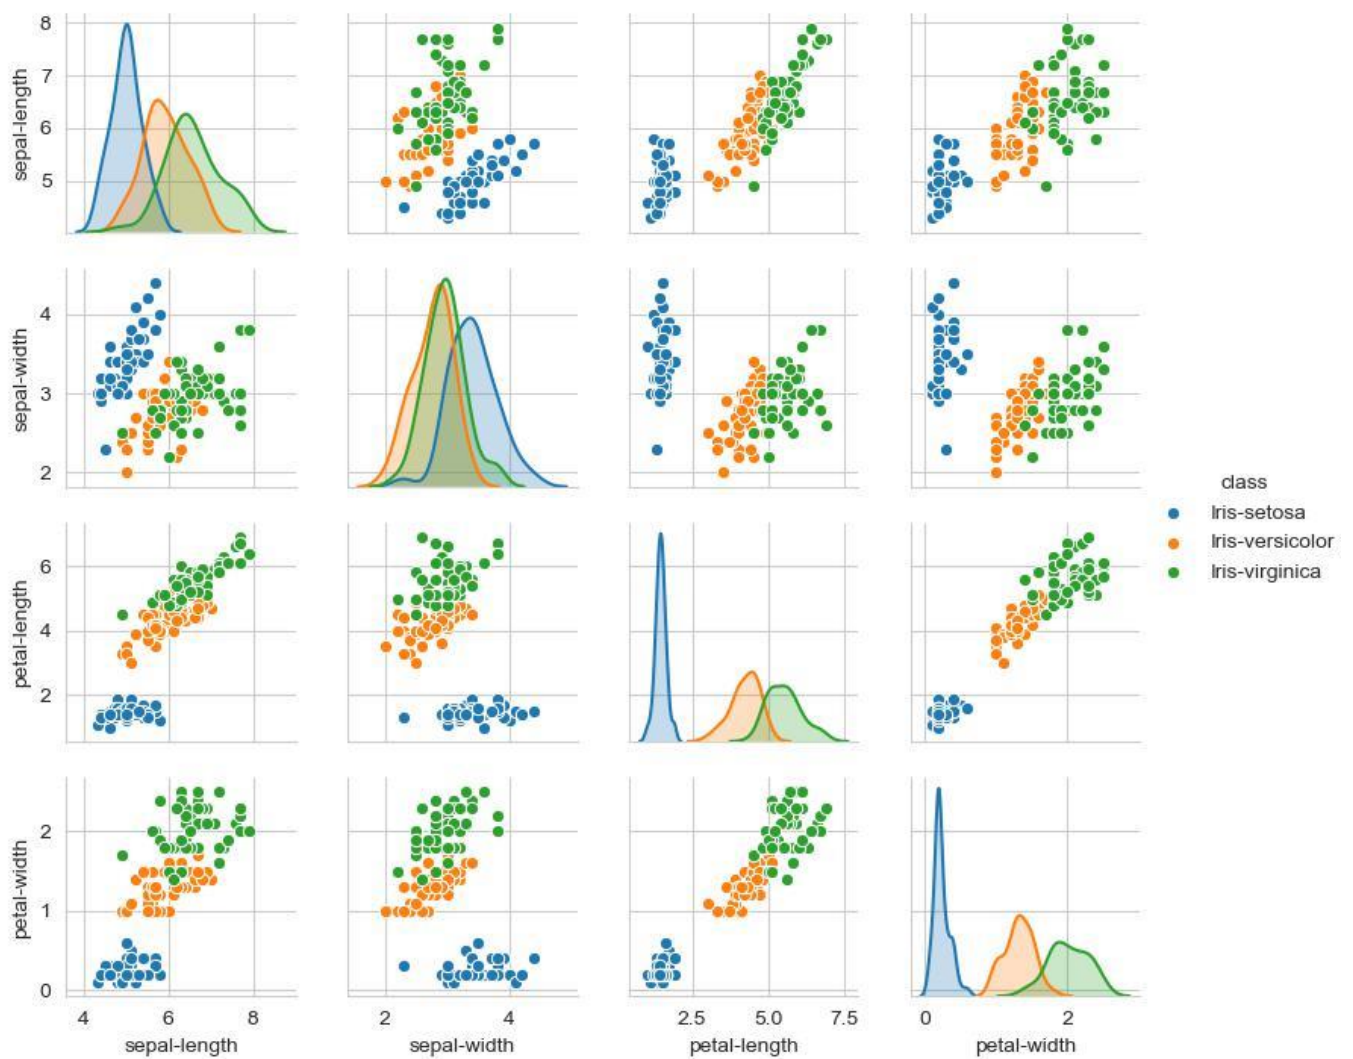 8
7
6
5
sepal-length
4
3
2
sepal-width
class
Iris-setosa
Iris-versicolor
Iris-virginica
6
4
2
petal-length
2
1
0
petal-width
4 6 8
2 4
2.5 5.0 7.5
0 2
sepal-length
sepal-width
petal-length
petal-width